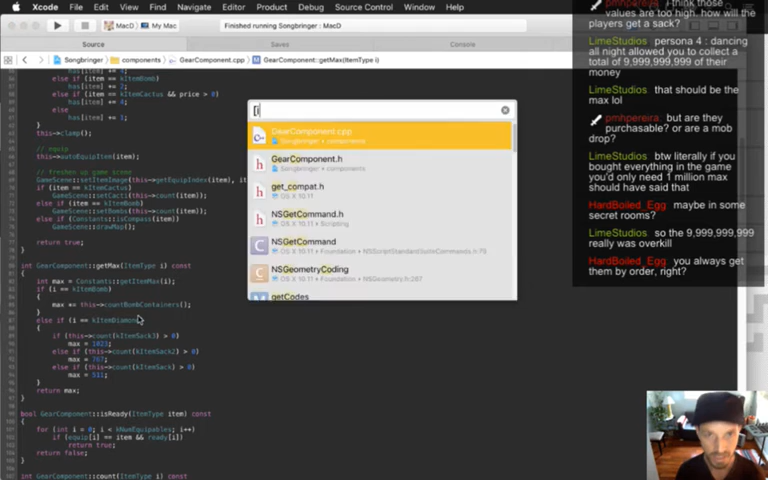 Xcode File Edit View Find Navigate Editor Product Debug Source Control Window Help
MacD My Mac
Finished running Songbringer : MacD
Source
Saves
Console
Songbringer components GearComponent.cpp GearComponent::getMax(ItemType i)
else if (item == kItemBomb)
has[item] += 2;
else if (item == kItemCactus && price > 0)
has[item] += 4;
else
has[item] += 1;
this->clamp();
// equip
this->autoEquipItem(item);
// freshen up game scene
if (item == kItemCactus)
GameScene::setCacti(this->count(item));
else if (item == kItemBomb)
GameScene::setBombs(this->count(item));
else if (Constants::isCompass(item))
GameScene::drawMap();
return true;
int GearComponent::getMax(ItemType i) const
int max = Constants::getItemMax(i);
if (i == kItemBomb)
{
max *= this->countBombContainers();
}
else if (i == kItemDiamond
{
if (this->count(kItemSack3) > 0)
max = 1023;
else if (this->count(kItemSack2) > 0)
max = 767;
else if (this->count(kItemSack) > 0)
max = 511;
}
return max;
bool GearComponent::isReady(ItemType item) const
for (int i = 0; i < kNumEquipables; i++)
if (equip[i] == item && ready[i])
return true;
return false;
int GearComponent::count(ItemType i) const
[i
GearComponent.cpp
Songbringer > components
GearComponent.h
Songbringer > components
get_compat.h
OS X 10.11
NSGetCommand.h
OS X 10.11 > Scripting
NSGetCommand
NSGeometryCoding
getCodes
values are too high. how will the
players get a sack?
LimeStudios persona 4 : dancing
all night allowed you to collect a
total of 9,999,999,999 of their
money
LimeStudios that should be the
max lol
pmhpereira but are they
purchasable? or are a mob
drop?
LimeStudios btw literally if you
bought everything in the game
you'd only need 1 million max
should have said that
HardBoiled_Egg maybe in some
secret rooms?
LimeStudios so the 9,999,999,999
really was overkill
HardBoiled_Egg you always get
them by order, right?